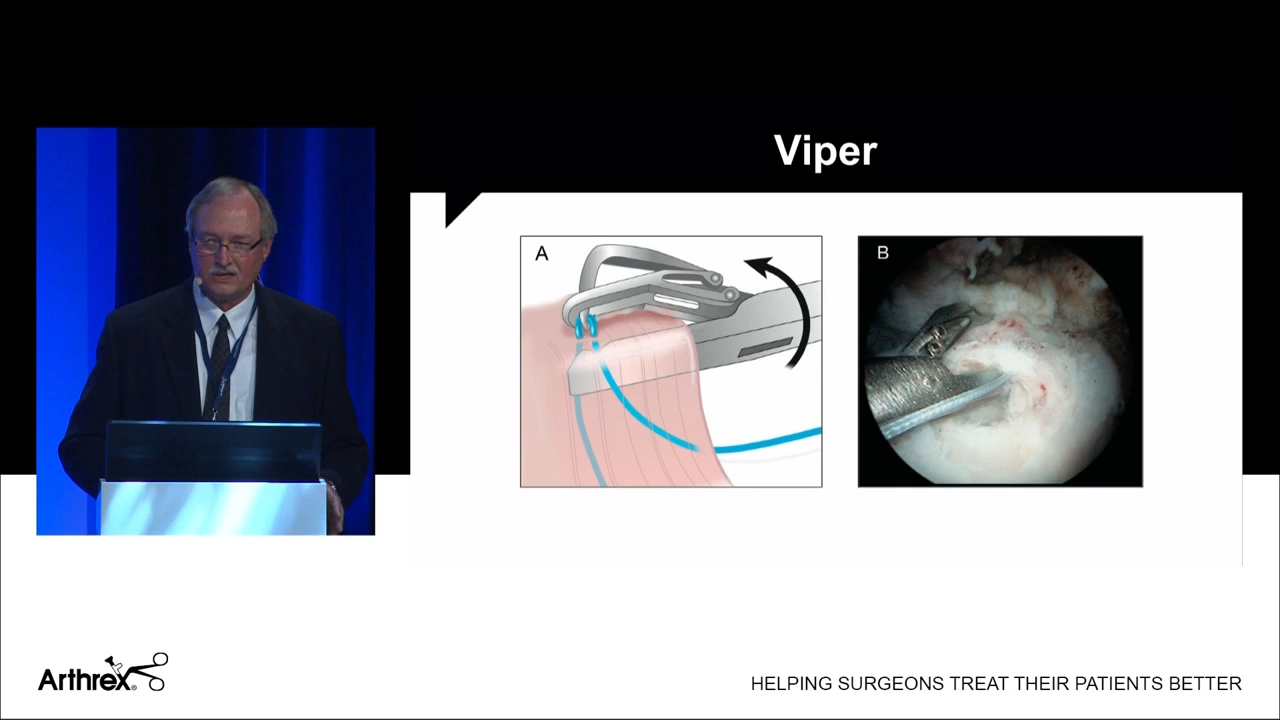 Viper
A
B
Arthrex®
HELPING SURGEONS TREAT THEIR PATIENTS BETTER